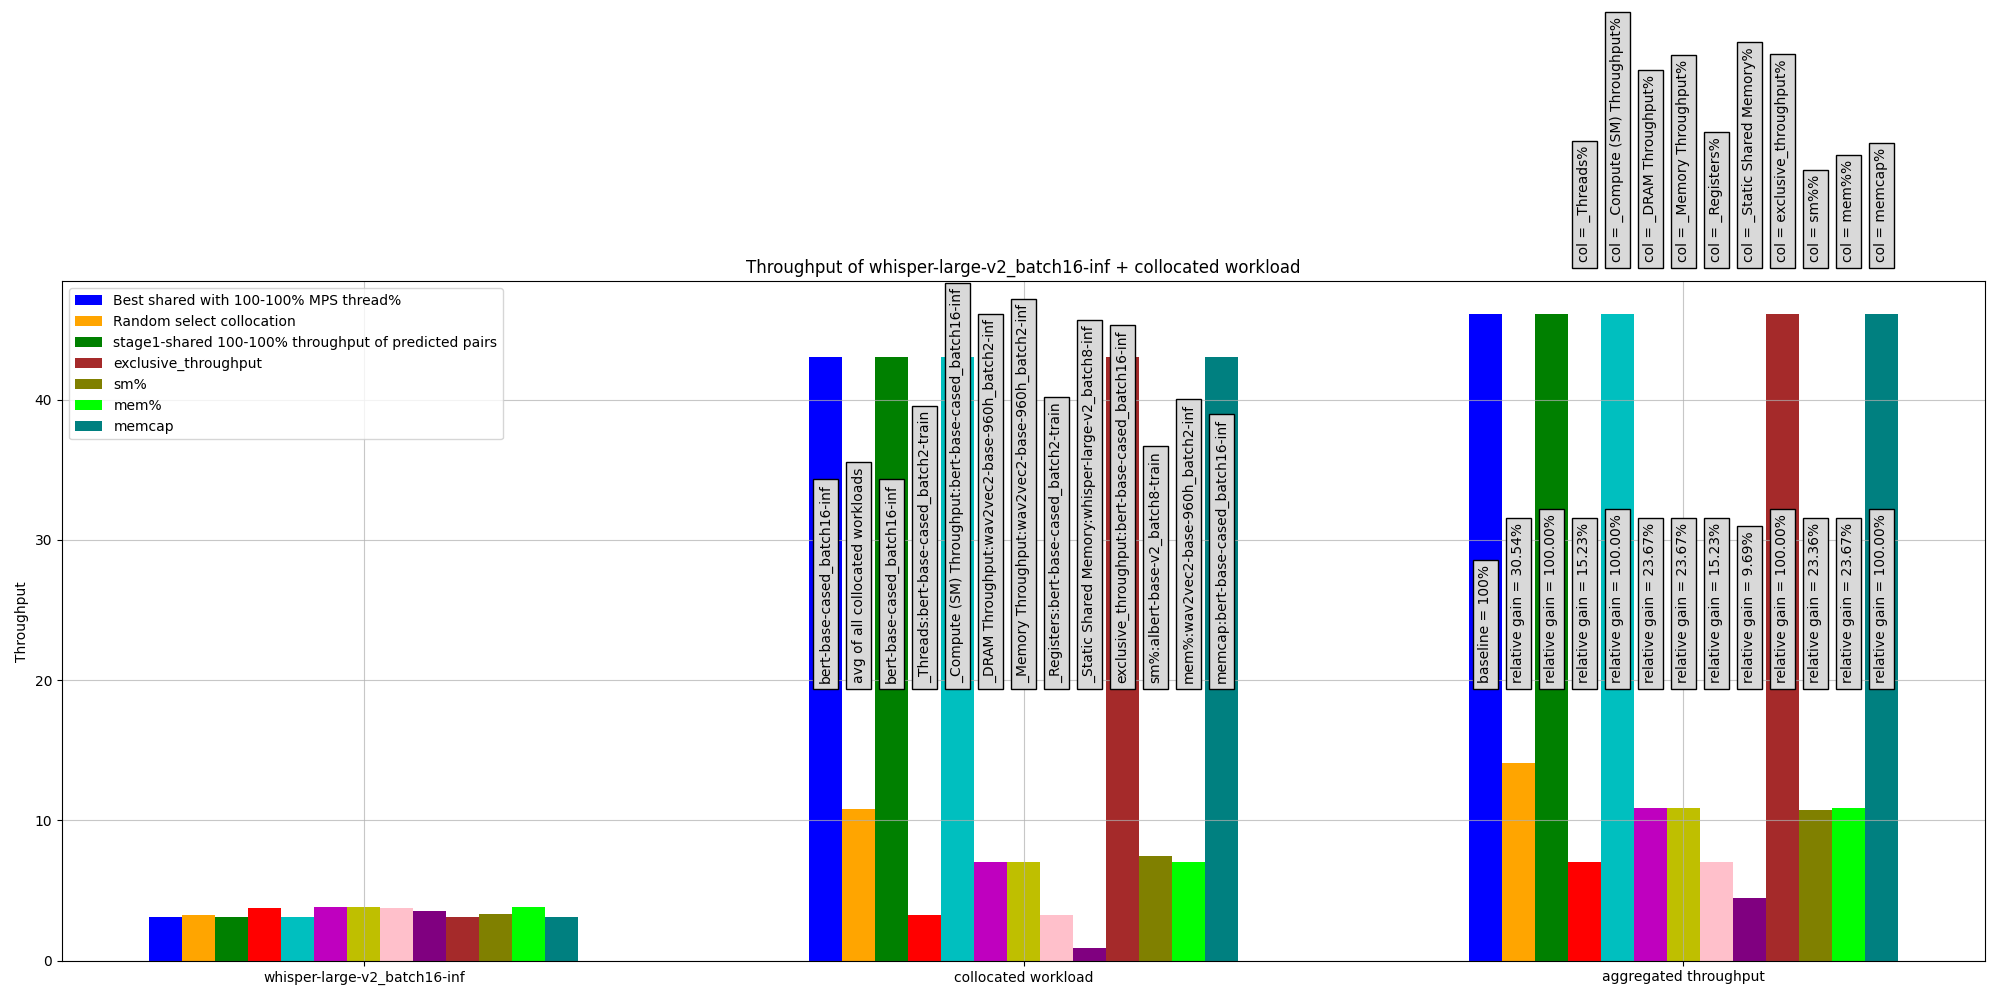 col = _Threads%
col = _Compute (SM) Throughput%
col = _DRAM Throughput%
col = _Memory Throughput%
col = _Registers%
col = _Static Shared Memory%
col = exclusive_throughput%
col = sm%%
col = mem%%
col = memcap%
Throughput of whisper-large-v2_batch16-inf + collocated workload
Best shared with 100-100% MPS thread%
Random select collocation
stage1-shared 100-100% throughput of predicted pairs
exclusive_throughput
sm%
mem%
memcap
Throughput
40
30
20
10
0
bert-base-cased_batch16-inf
avg of all collocated workloads
bert-base-cased_batch16-inf
_Threads:bert-base-cased_batch2-train
_Compute (SM) Throughput:bert-base-cased_batch16-inf
_DRAM Throughput:wav2vec2-base-960h_batch2-inf
_Memory Throughput:wav2vec2-base-960h_batch2-inf
_Registers:bert-base-cased_batch2-train
_Static Shared Memory:whisper-large-v2_batch8-inf
exclusive_throughput:bert-base-cased_batch16-inf
sm%:albert-base-v2_batch8-train
mem%:wav2vec2-base-960h_batch2-inf
memcap:bert-base-cased_batch16-inf
baseline = 100%
relative gain = 30.54%
relative gain = 100.00%
relative gain = 15.23%
relative gain = 100.00%
relative gain = 23.67%
relative gain = 23.67%
relative gain = 15.23%
relative gain = 9.69%
relative gain = 100.00%
relative gain = 23.36%
relative gain = 23.67%
relative gain = 100.00%
whisper-large-v2_batch16-inf
collocated workload
aggregated throughput